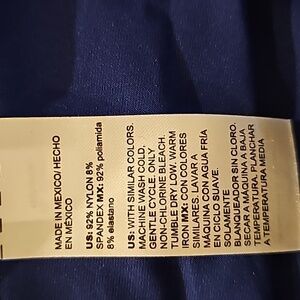 MADE IN MEXICO/ HECHO
EN MÉXICO
US: 92% NYLON 8%
SPANDEX MX: 92% poliamida
8% elastano
US: WITH SIMILAR COLORS.
MACHINE WASH COLD.
GENTLE CYCLE. ONLY
NON-CHLORINE BLEACH.
TUMBLE DRY LOW. WARM
IRON MX: CON COLORES
SIMILARES. LAVAR A
MAQUINA CON AGUA FRÍA
EN CICLO SUAVE.
SOLAMENTE
BLANQUEADOR SIN CLORO.
SECAR A MAQUINA A BAJA
TEMPERATURA. PLANCHAR
A TEMPERATURA MEDIA